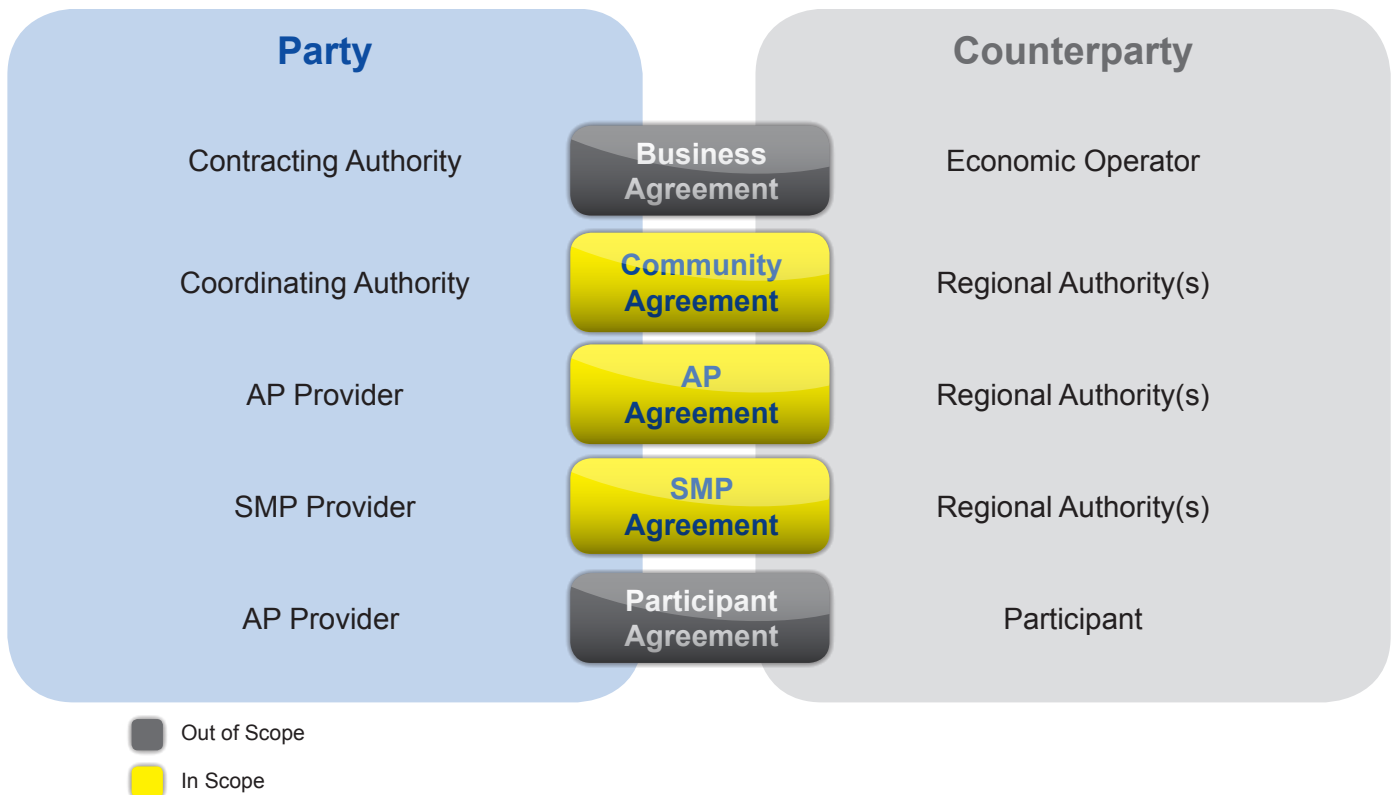 Party
Counterparty
Contracting Authority
Business
Agreement
Economic Operator
Coordinating Authority
Community
Agreement
Regional Authority(s)
AP Provider
AP
Agreement
Regional Authority(s)
SMP Provider
SMP
Agreement
Regional Authority(s)
AP Provider
Participant
Agreement
Participant
Out of Scope
In Scope